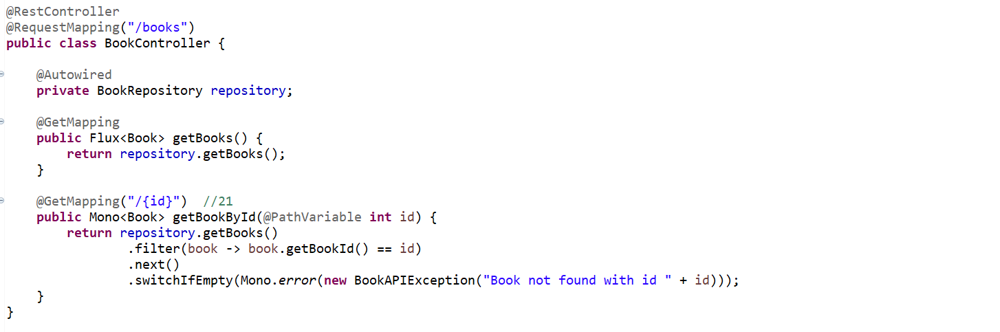 @RestController
@RequestMapping("/books")
public class BookController {
@Autowired
private BookRepository repository;
@GetMapping
public Flux<Book> getBooks() {
return repository.getBooks();
}
@GetMapping("/{id}")  //21
public Mono<Book> getBookById(@PathVariable int id) {
return repository.getBooks()
.filter(book -> book.getBookId() == id)
.next()
.switchIfEmpty(Mono.error(new BookAPIException("Book not found with id " + id)));
}
}